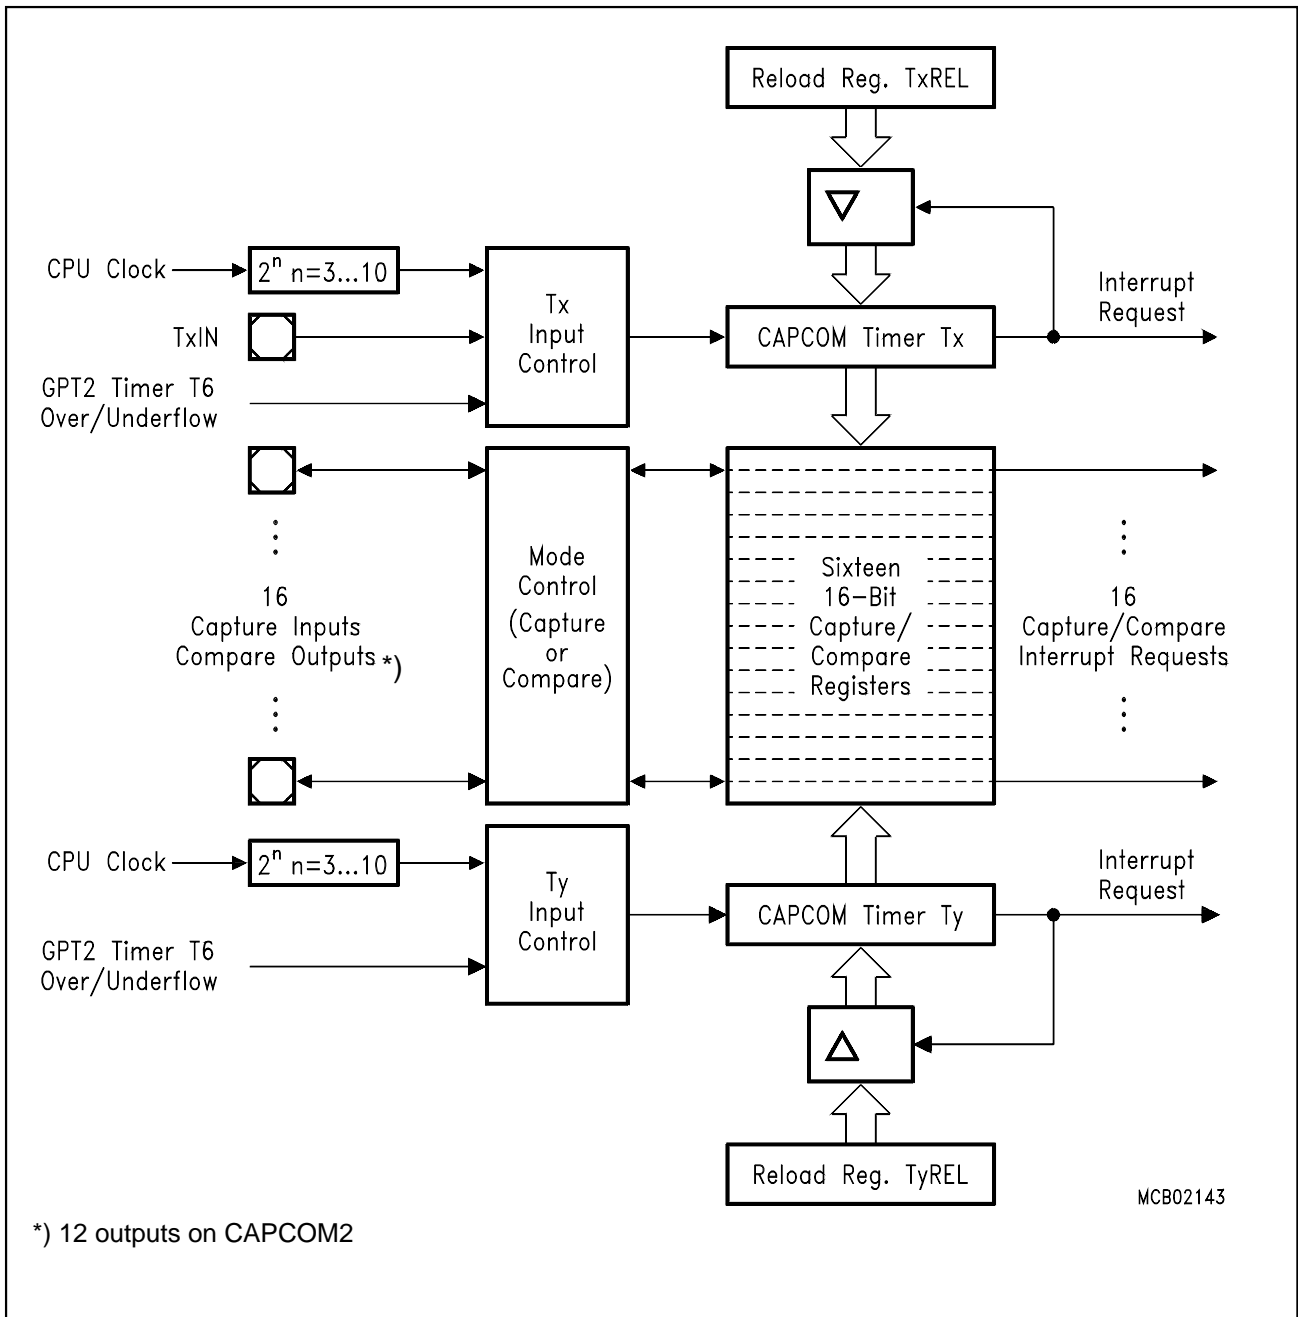 Reload Reg. TxREL
CPU Clock
2ⁿ n=3...10
Tx
Input
Control
Interrupt
Request
TxIN
CAPCOM Timer Tx
GPT2 Timer T6
Over/Underflow
Mode
Control
(Capture
or
Compare)
Sixteen
16-Bit
Capture/
Compare
Registers
16
Capture Inputs
Compare Outputs *)
16
Capture/Compare
Interrupt Requests
CPU Clock
2ⁿ n=3...10
Ty
Input
Control
Interrupt
Request
CAPCOM Timer Ty
GPT2 Timer T6
Over/Underflow
Reload Reg. TyREL
MCB02143
*) 12 outputs on CAPCOM2